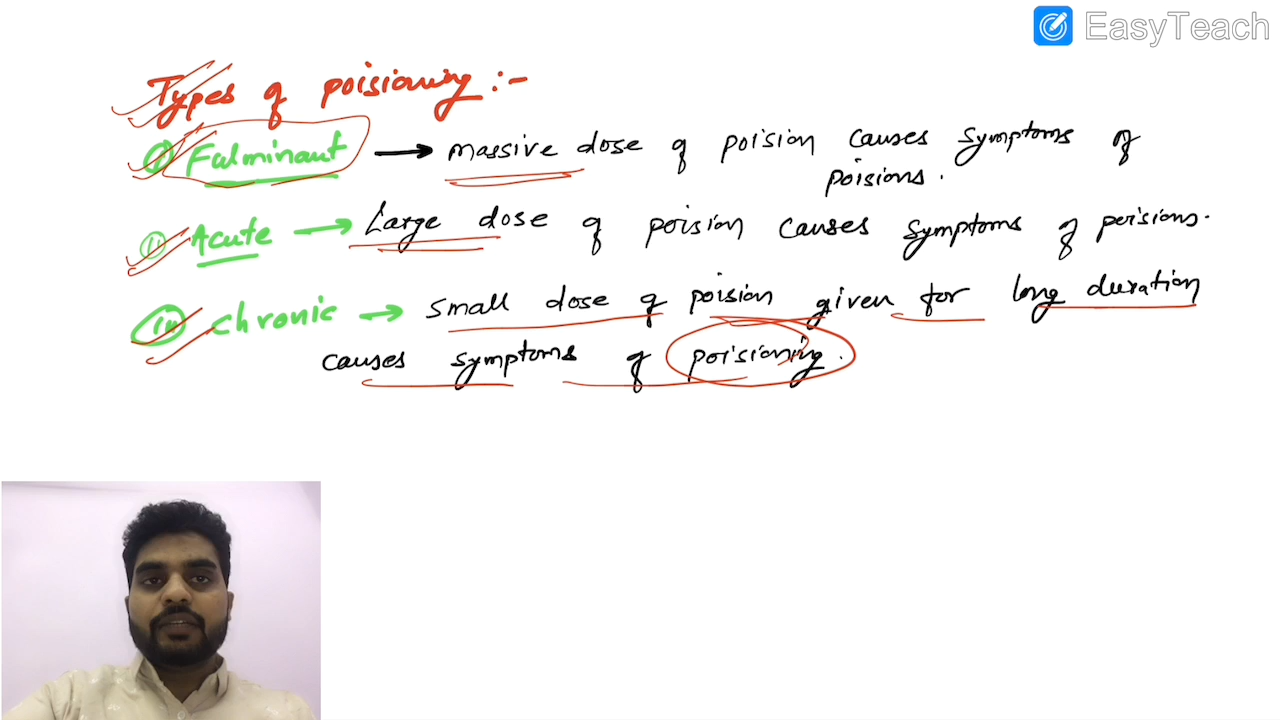 EasyTeach
Types of poisioning :-
(i) Fulminant → massive dose of poision causes symptoms of
poisions.
(ii) Acute → Large dose of poision causes symptoms of poisions.
(iii) chronic → small dose of poision given for long duration
causes symptoms of poisioning.